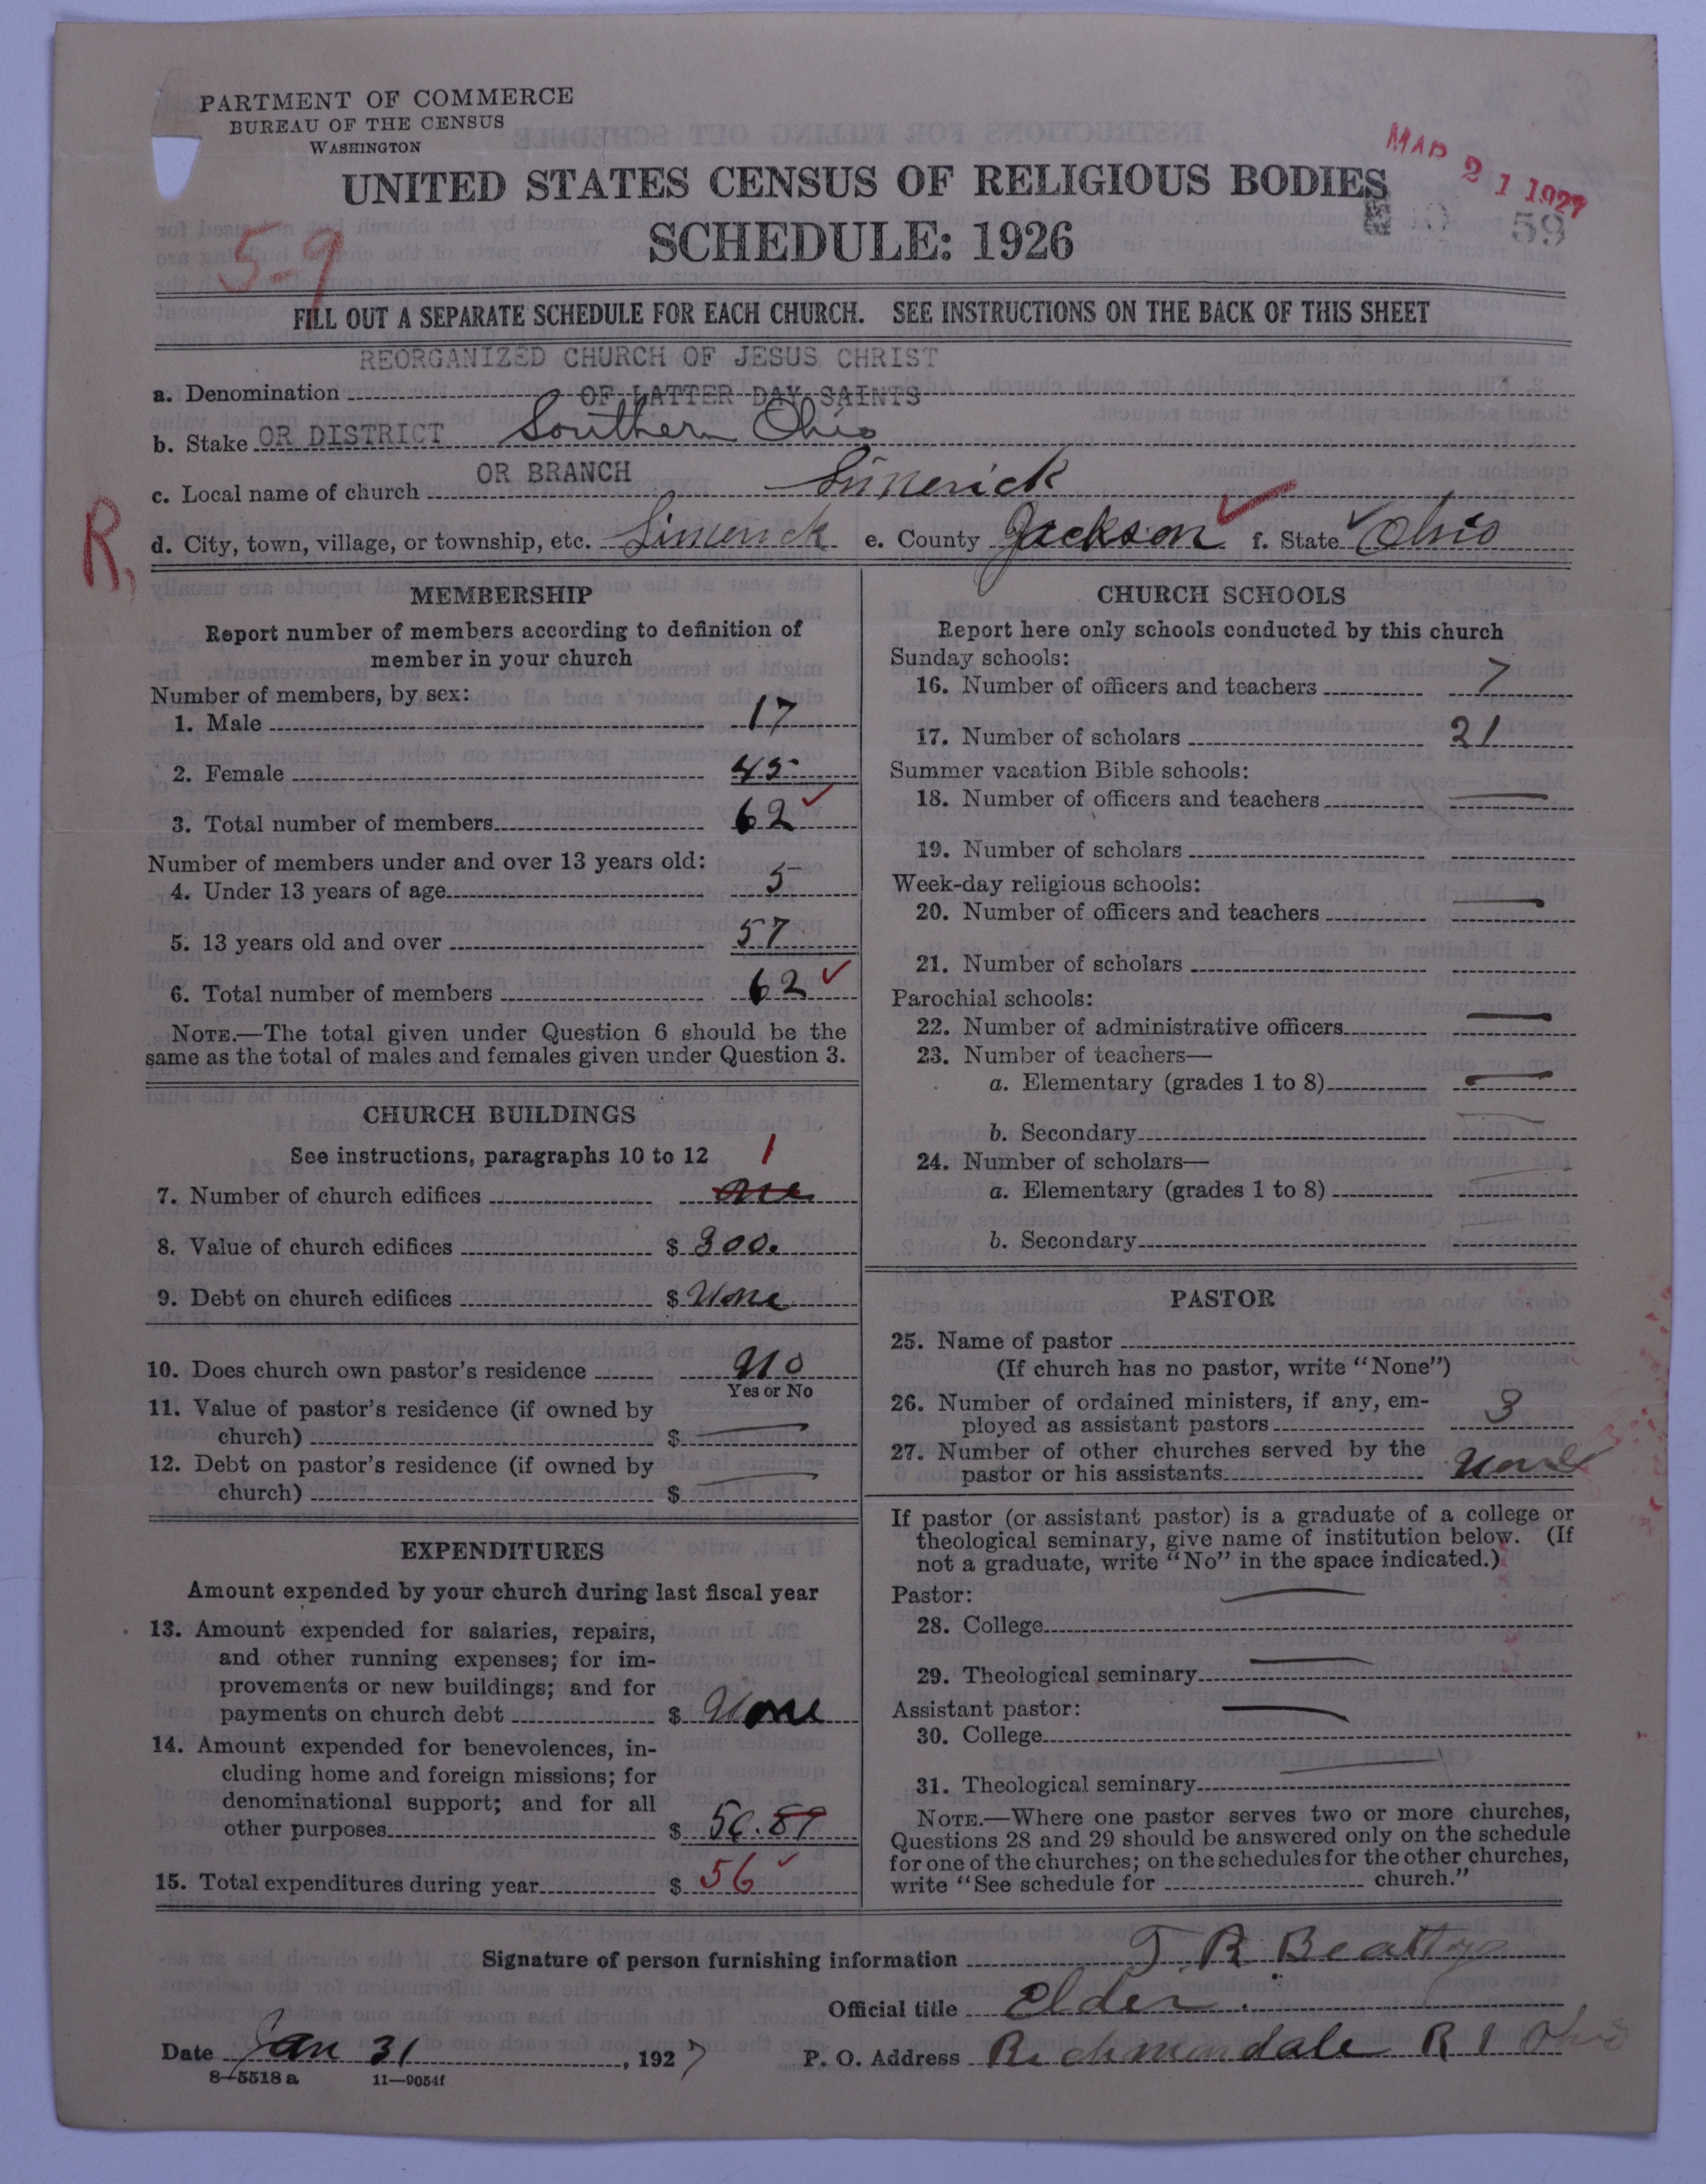 PARTMENT OF COMMERCE
BUREAU OF THE CENSUS
WASHINGTON
MAR 21 1927
UNITED STATES CENSUS OF RELIGIOUS BODIES
59
SCHEDULE: 1926
5-9
FILL OUT A SEPARATE SCHEDULE FOR EACH CHURCH. SEE INSTRUCTIONS ON THE BACK OF THIS SHEET
REORGANIZED CHURCH OF JESUS CHRIST
a. Denomination OF LATTER DAY SAINTS
b. Stake OR DISTRICT Southern Ohio
c. Local name of church OR BRANCH Limerick
R. d. City, town, village, or township, etc. Limerick e. County Jackson f. State Ohio
MEMBERSHIP
Report number of members according to definition of
member in your church
Number of members, by sex:
1. Male 17
2. Female 45
3. Total number of members 62
Number of members under and over 13 years old:
4. Under 13 years of age 5
5. 13 years old and over 57
6. Total number of members 62
NOTE.—The total given under Question 6 should be the
same as the total of males and females given under Question 3.
CHURCH BUILDINGS
See instructions, paragraphs 10 to 12 1
7. Number of church edifices one
8. Value of church edifices $ 300.
9. Debt on church edifices $ None
10. Does church own pastor's residence No
Yes or No
11. Value of pastor's residence (if owned by
church) $
12. Debt on pastor's residence (if owned by
church) $
EXPENDITURES
Amount expended by your church during last fiscal year
13. Amount expended for salaries, repairs,
and other running expenses; for im-
provements or new buildings; and for
payments on church debt $ None
14. Amount expended for benevolences, in-
cluding home and foreign missions; for
denominational support; and for all
other purposes $ 56.89
15. Total expenditures during year $ 56
CHURCH SCHOOLS
Report here only schools conducted by this church
Sunday schools:
16. Number of officers and teachers 7
17. Number of scholars 21
Summer vacation Bible schools:
18. Number of officers and teachers
19. Number of scholars
Week-day religious schools:
20. Number of officers and teachers
21. Number of scholars
Parochial schools:
22. Number of administrative officers
23. Number of teachers—
a. Elementary (grades 1 to 8)
b. Secondary
24. Number of scholars—
a. Elementary (grades 1 to 8)
b. Secondary
PASTOR
25. Name of pastor
(If church has no pastor, write "None")
26. Number of ordained ministers, if any, em-
ployed as assistant pastors 3
27. Number of other churches served by the
pastor or his assistants None
If pastor (or assistant pastor) is a graduate of a college or
theological seminary, give name of institution below. (If
not a graduate, write "No" in the space indicated.)
Pastor:
28. College
29. Theological seminary
Assistant pastor:
30. College
31. Theological seminary
NOTE.—Where one pastor serves two or more churches,
Questions 28 and 29 should be answered only on the schedule
for one of the churches; on the schedules for the other churches,
write "See schedule for church."
Signature of person furnishing information T. R. Beatty
Official title Elder
Date Jan 31, 1927 P. O. Address Richmondale R 1 Ohio
8-5518 a 11—9054f